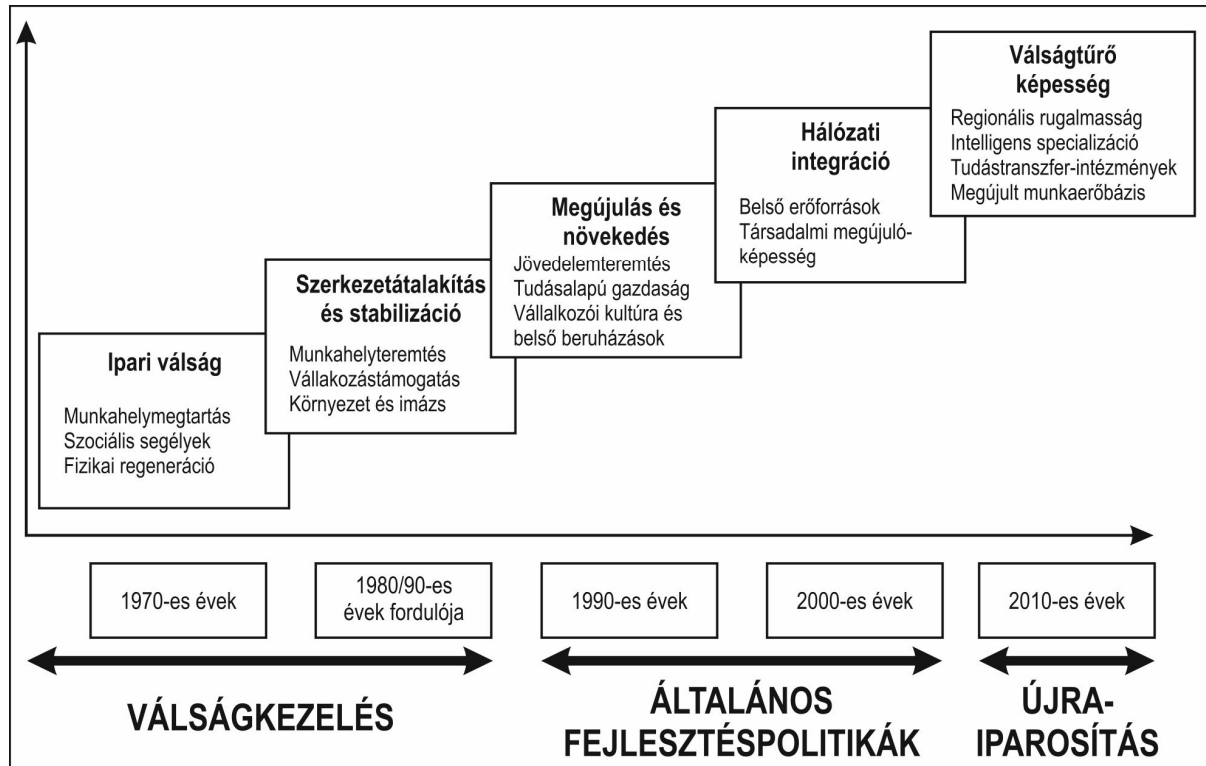 Válságtűrő
képesség
Regionális rugalmasság
Intelligens specializáció
Tudástranszfer-intézmények
Megújult munkaerőbázis
Hálózati
integráció
Belső erőforrások
Társadalmi megújuló-
képesség
Megújulás és
növekedés
Jövedelemteremtés
Tudásalapú gazdaság
Vállalkozói kultúra és
belső beruházások
Szerkezetátalakítás
és stabilizáció
Munkahelyteremtés
Vállakozástámogatás
Környezet és imázs
Ipari válság
Munkahelymegtartás
Szociális segélyek
Fizikai regeneráció
1970-es évek
1980/90-es
évek fordulója
1990-es évek
2000-es évek
2010-es évek
VÁLSÁGKEZELÉS
ÁLTALÁNOS
FEJLESZTÉSPOLITIKÁK
ÚJRA-
IPAROSÍTÁS